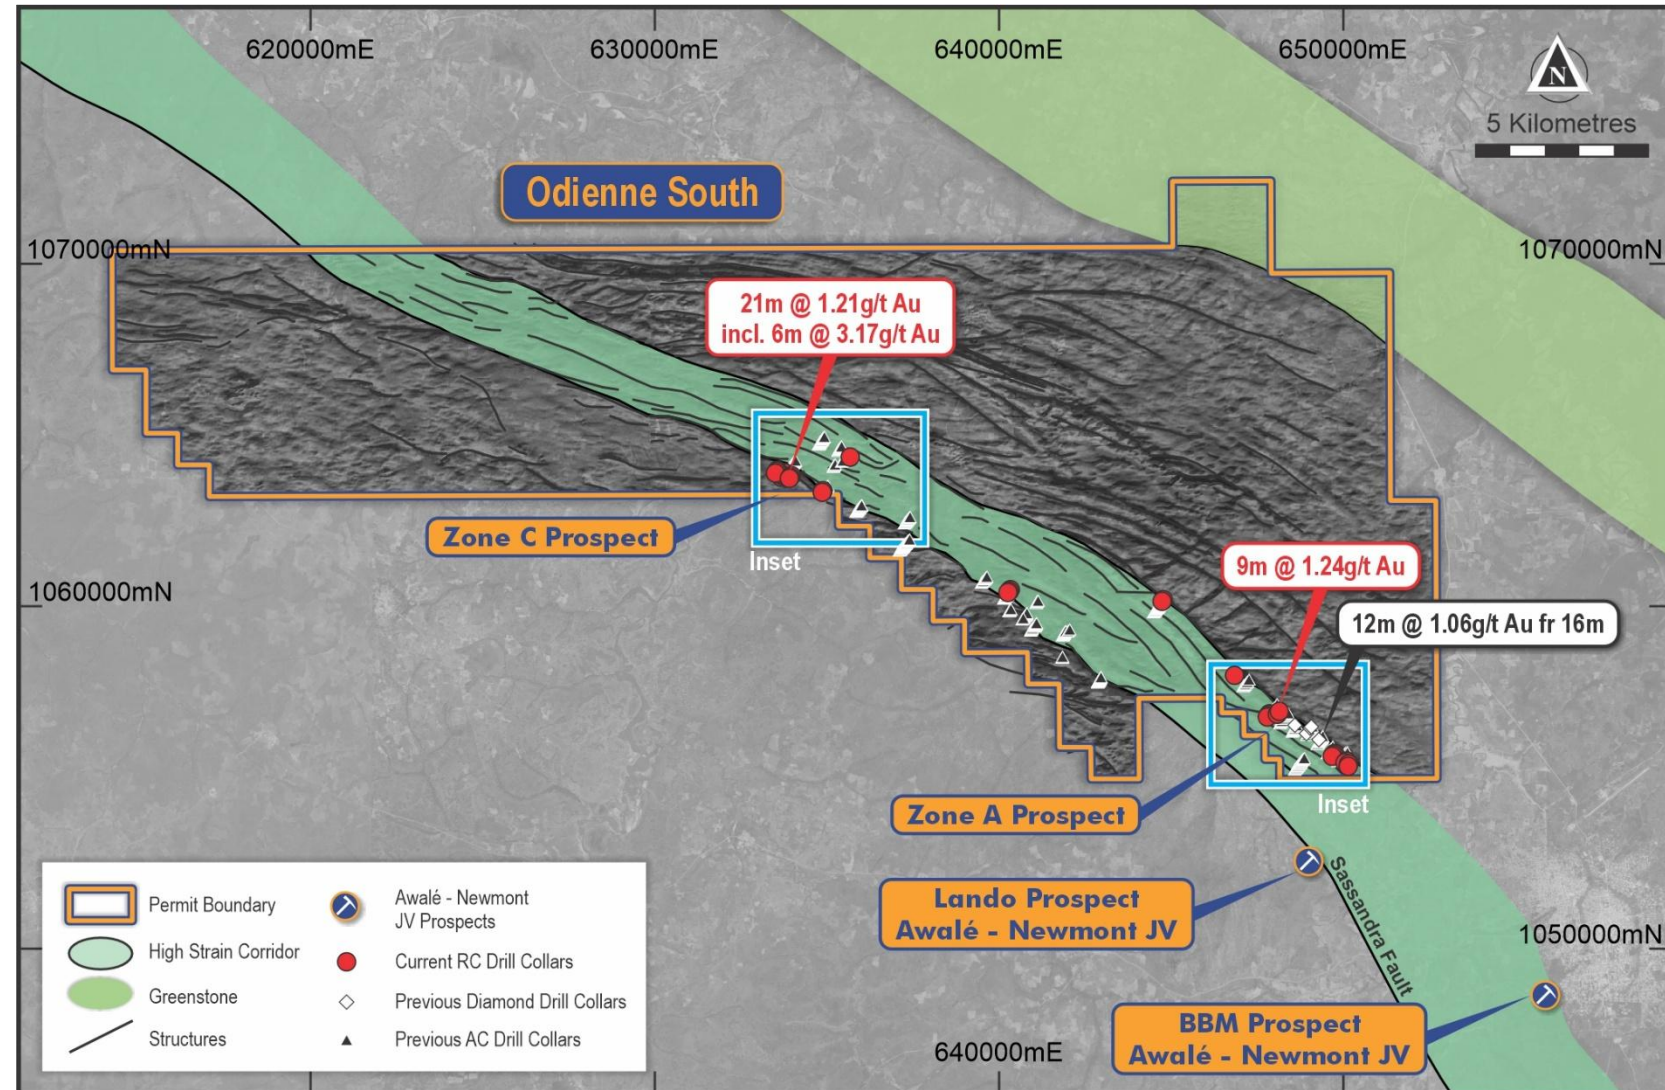 620000mE
630000mE
640000mE
650000mE
N
5 Kilometres
Odienne South
1070000mN
1070000mN
21m @ 1.21g/t Au
incl. 6m @ 3.17g/t Au
Zone C Prospect
Inset
9m @ 1.24g/t Au
1060000mN
12m @ 1.06g/t Au fr 16m
Zone A Prospect
Inset
Lando Prospect
Awalé - Newmont JV
Sassandra Fault
1050000mN
BBM Prospect
Awalé - Newmont JV
640000mE
Permit Boundary
High Strain Corridor
Greenstone
Structures
Awalé - Newmont
JV Prospects
Current RC Drill Collars
Previous Diamond Drill Collars
Previous AC Drill Collars